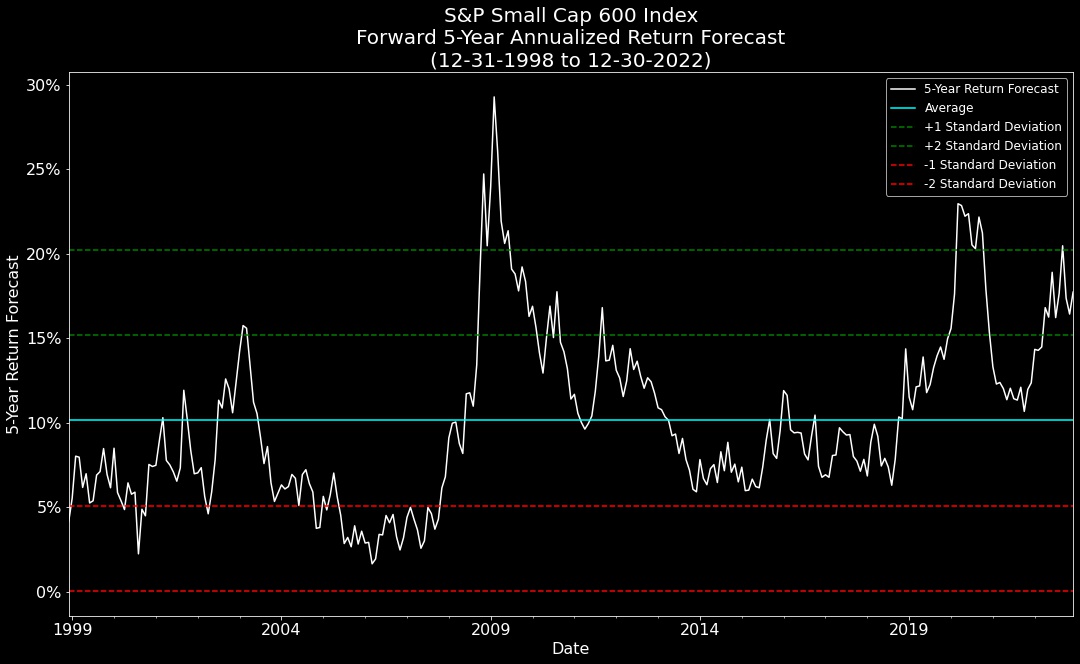 S&P Small Cap 600 Index
Forward 5-Year Annualized Return Forecast
(12-31-1998 to 12-30-2022)
30%
25%
20%
15%
10%
5%
0%
5-Year Return Forecast
5-Year Return Forecast
Average
+1 Standard Deviation
+2 Standard Deviation
-1 Standard Deviation
-2 Standard Deviation
1999 2004 2009 2014 2019
Date